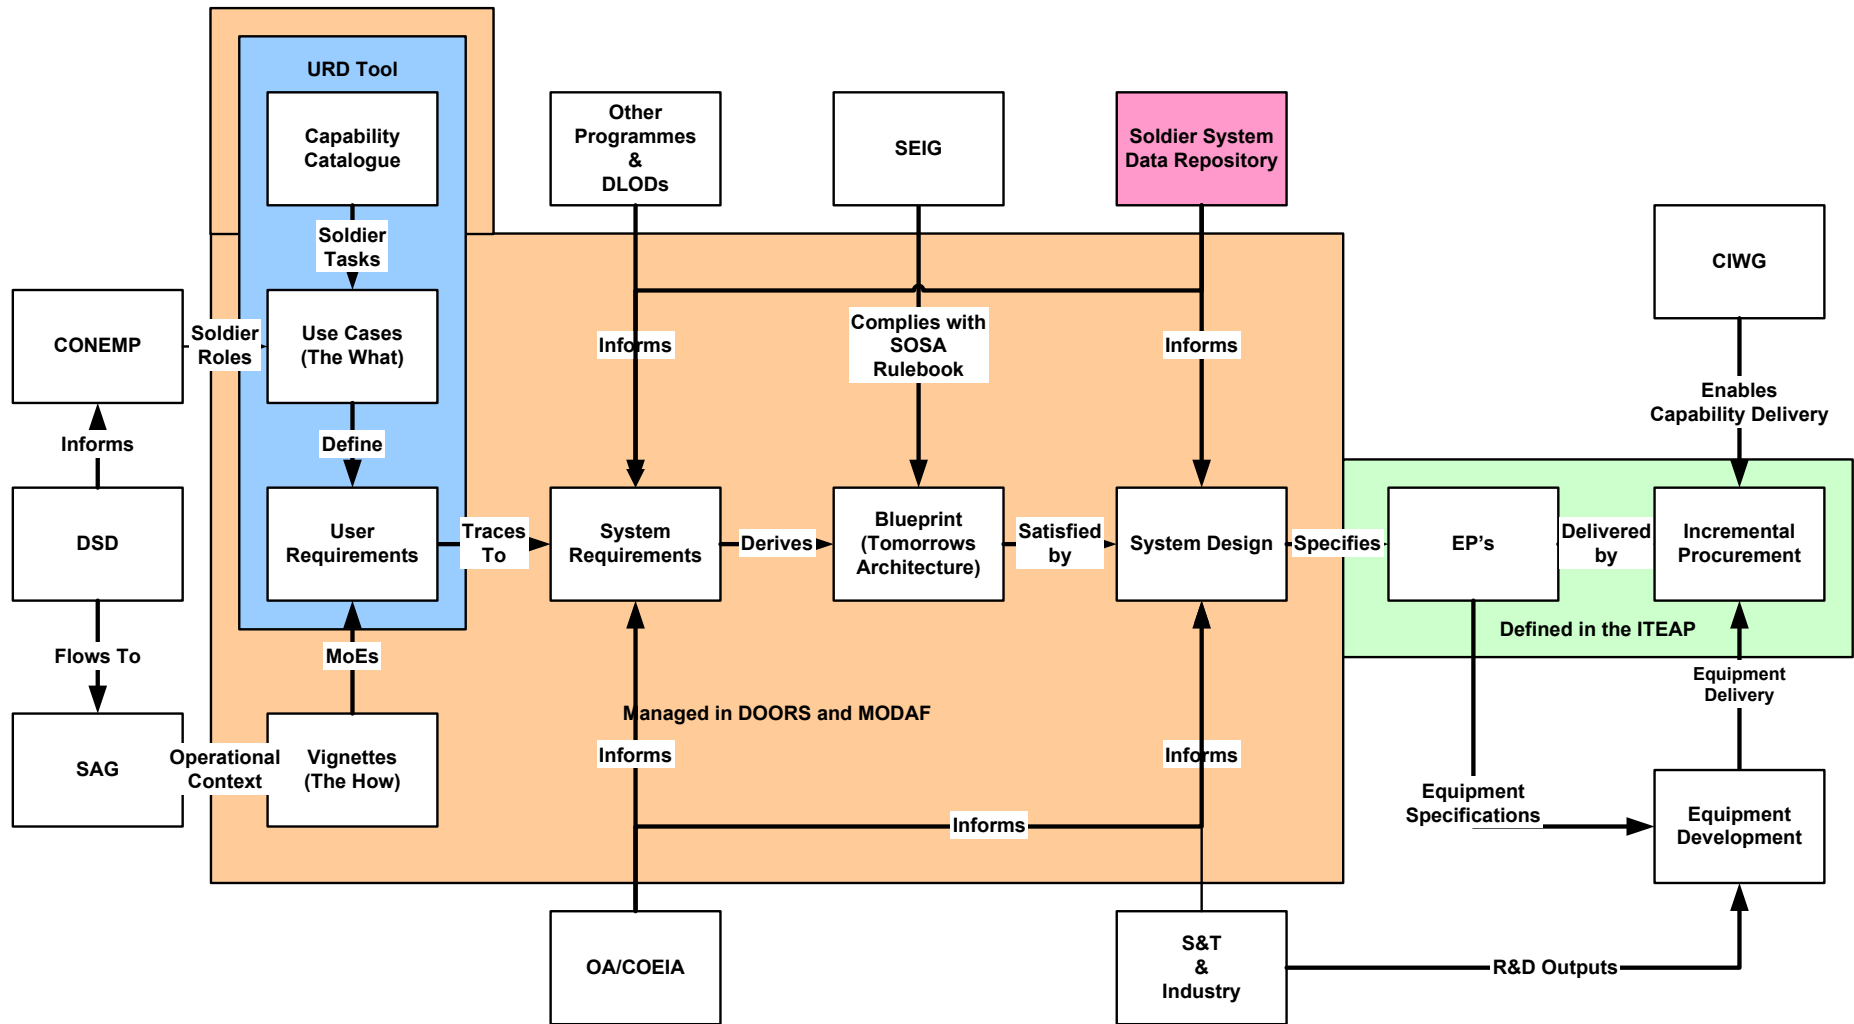 URD Tool
Capability
Catalogue
Other
Programmes
&
DLODs
SEIG
Soldier System
Data Repository
Soldier
Tasks
CIWG
CONEMP
Soldier
Roles
Use Cases
(The What)
Informs
Complies with
SOSA
Rulebook
Informs
Enables
Capability Delivery
Informs
Define
DSD
User
Requirements
Traces
To
System
Requirements
Derives
Blueprint
(Tomorrows
Architecture)
Satisfied
by
System Design
Specifies
EP's
Delivered
by
Incremental
Procurement
Defined in the ITEAP
Flows To
MoEs
Equipment
Delivery
Managed in DOORS and MODAF
SAG
Operational
Context
Vignettes
(The How)
Informs
Informs
Informs
Equipment
Specifications
Equipment
Development
OA/COEIA
S&T
&
Industry
R&D Outputs